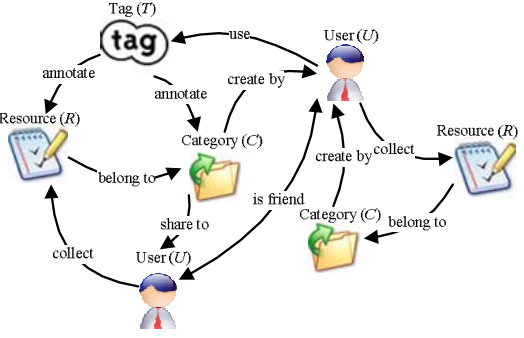 Tag (T)
tag
use
User (U)
annotate
annotate
create by
Resource (R)
Category (C)
Resource (R)
belong to
create by
collect
is friend
share to
Category (C)
belong to
collect
User (U)